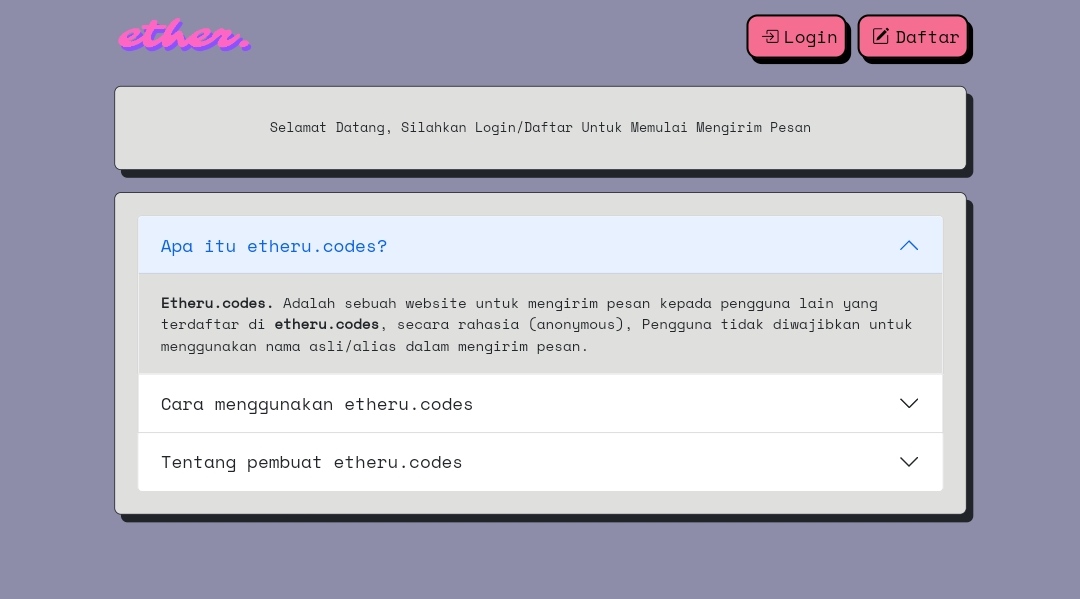 ether.
Login
Daftar
Selamat Datang, Silahkan Login/Daftar Untuk Memulai Mengirim Pesan
Apa itu etheru.codes?
Etheru.codes. Adalah sebuah website untuk mengirim pesan kepada pengguna lain yang
terdaftar di etheru.codes, secara rahasia (anonymous), Pengguna tidak diwajibkan untuk
menggunakan nama asli/alias dalam mengirim pesan.
Cara menggunakan etheru.codes
Tentang pembuat etheru.codes